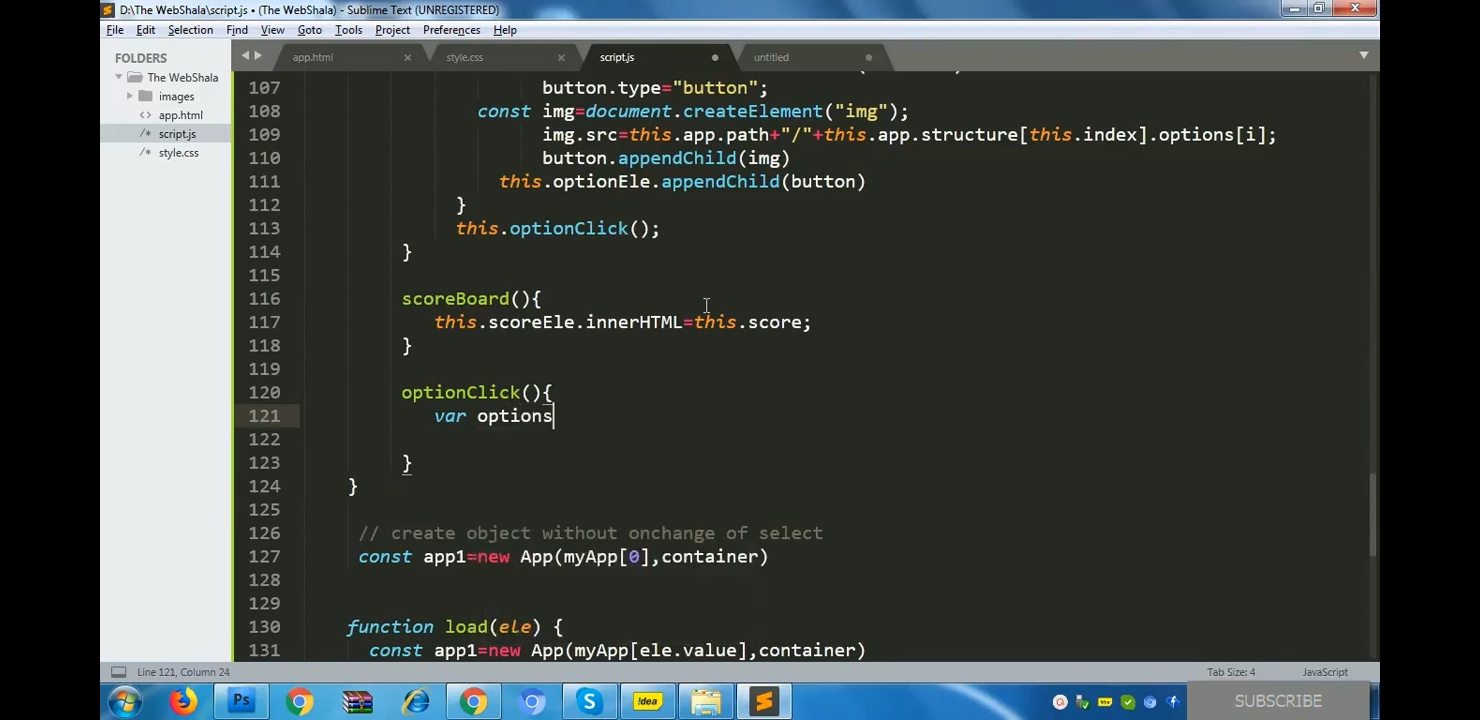 D:\The WebShala\script.js • (The WebShala) - Sublime Text (UNREGISTERED)
File Edit Selection Find View Goto Tools Project Preferences Help
FOLDERS
The WebShala
images
app.html
script.js
style.css
app.html style.css script.js untitled
107 button.type="button";
108 const img=document.createElement("img");
109 img.src=this.app.path+"/"+this.app.structure[this.index].options[i];
110 button.appendChild(img)
111 this.optionEle.appendChild(button)
112 }
113 this.optionClick();
114 }
115
116 scoreBoard(){
117 this.scoreEle.innerHTML=this.score;
118 }
119
120 optionClick(){
121 var options
122
123 }
124 }
125
126 // create object without onchange of select
127 const app1=new App(myApp[0],container)
128
129
130 function load(ele) {
131 const app1=new App(myApp[ele.value],container)
Line 121, Column 24 Tab Size: 4 JavaScript
Ps !dea
SUBSCRIBE